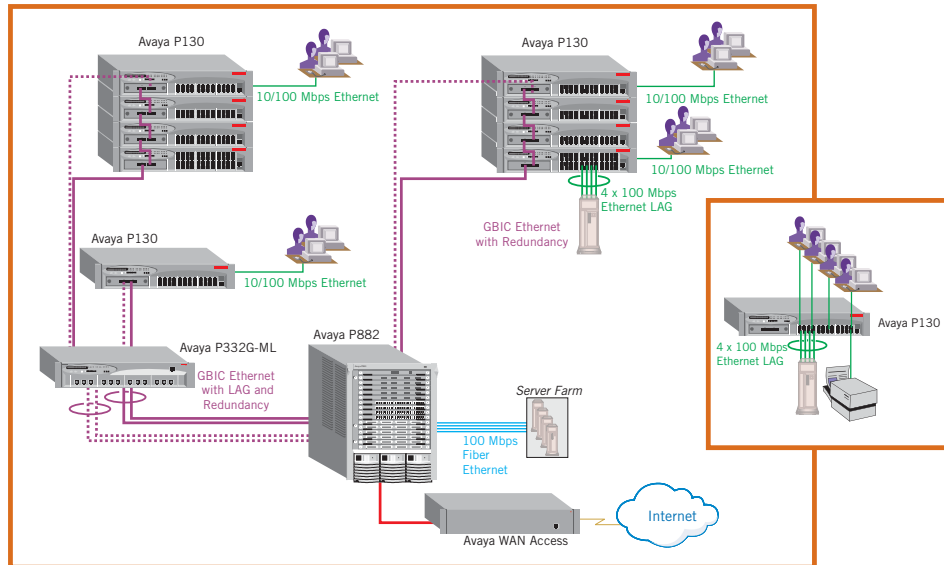 Avaya P130
10/100 Mbps Ethernet
Avaya P130
10/100 Mbps Ethernet
10/100 Mbps Ethernet
4 x 100 Mbps
Ethernet LAG
GBIC Ethernet
with Redundancy
Avaya P130
10/100 Mbps Ethernet
Avaya P332G-ML
GBIC Ethernet
with LAG and
Redundancy
Avaya P882
Server Farm
100 Mbps
Fiber
Ethernet
Avaya WAN Access
Internet
Avaya P130
4 x 100 Mbps
Ethernet LAG